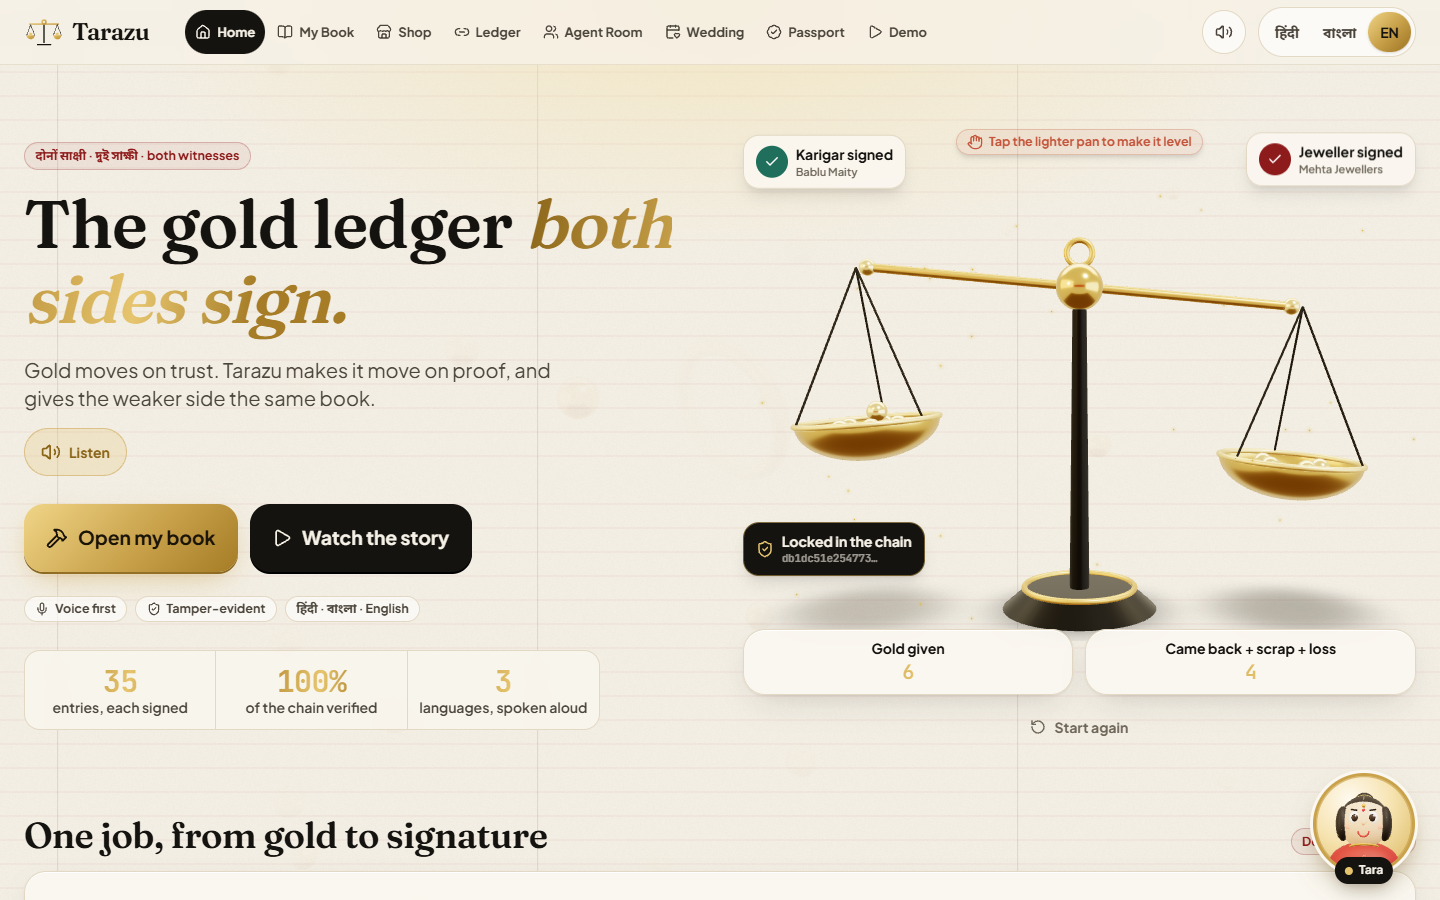 Tarazu
Home
My Book
Shop
Ledger
Agent Room
Wedding
Passport
Demo
हिंदी
বাংলা
EN
दोनों साक्षी · দুই সাক্ষী · both witnesses
The gold ledger both
sides sign.
Gold moves on trust. Tarazu makes it move on proof, and
gives the weaker side the same book.
Listen
Open my book
Watch the story
Voice first
Tamper-evident
हिंदी · বাংলা · English
35
entries, each signed
100%
of the chain verified
3
languages, spoken aloud
Karigar signed
Bablu Maity
Tap the lighter pan to make it level
Jeweller signed
Mehta Jewellers
Locked in the chain
db1dc51e254773…
Gold given
6
Came back + scrap + loss
4
Start again
One job, from gold to signature
Tara